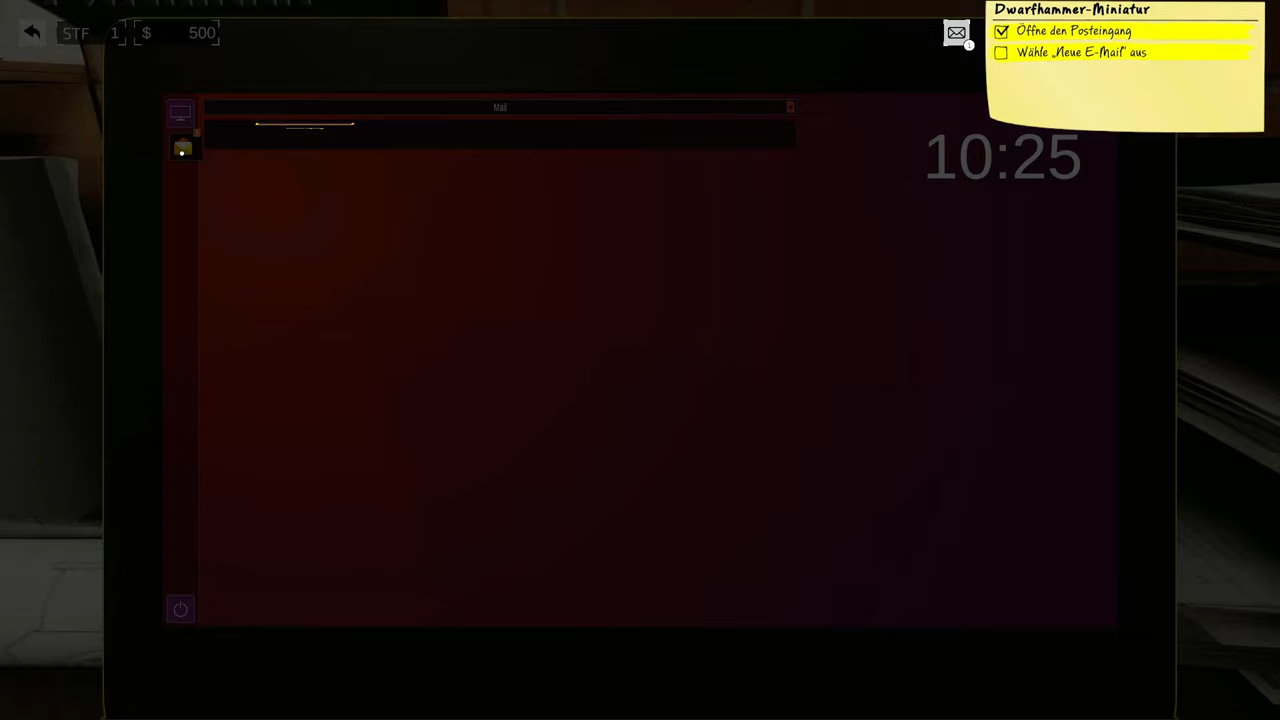 STF 1 $ 500
Dwarfhammer-Miniatur
Öffne den Posteingang
Wähle „Neue E-Mail" aus
Mail
10:25